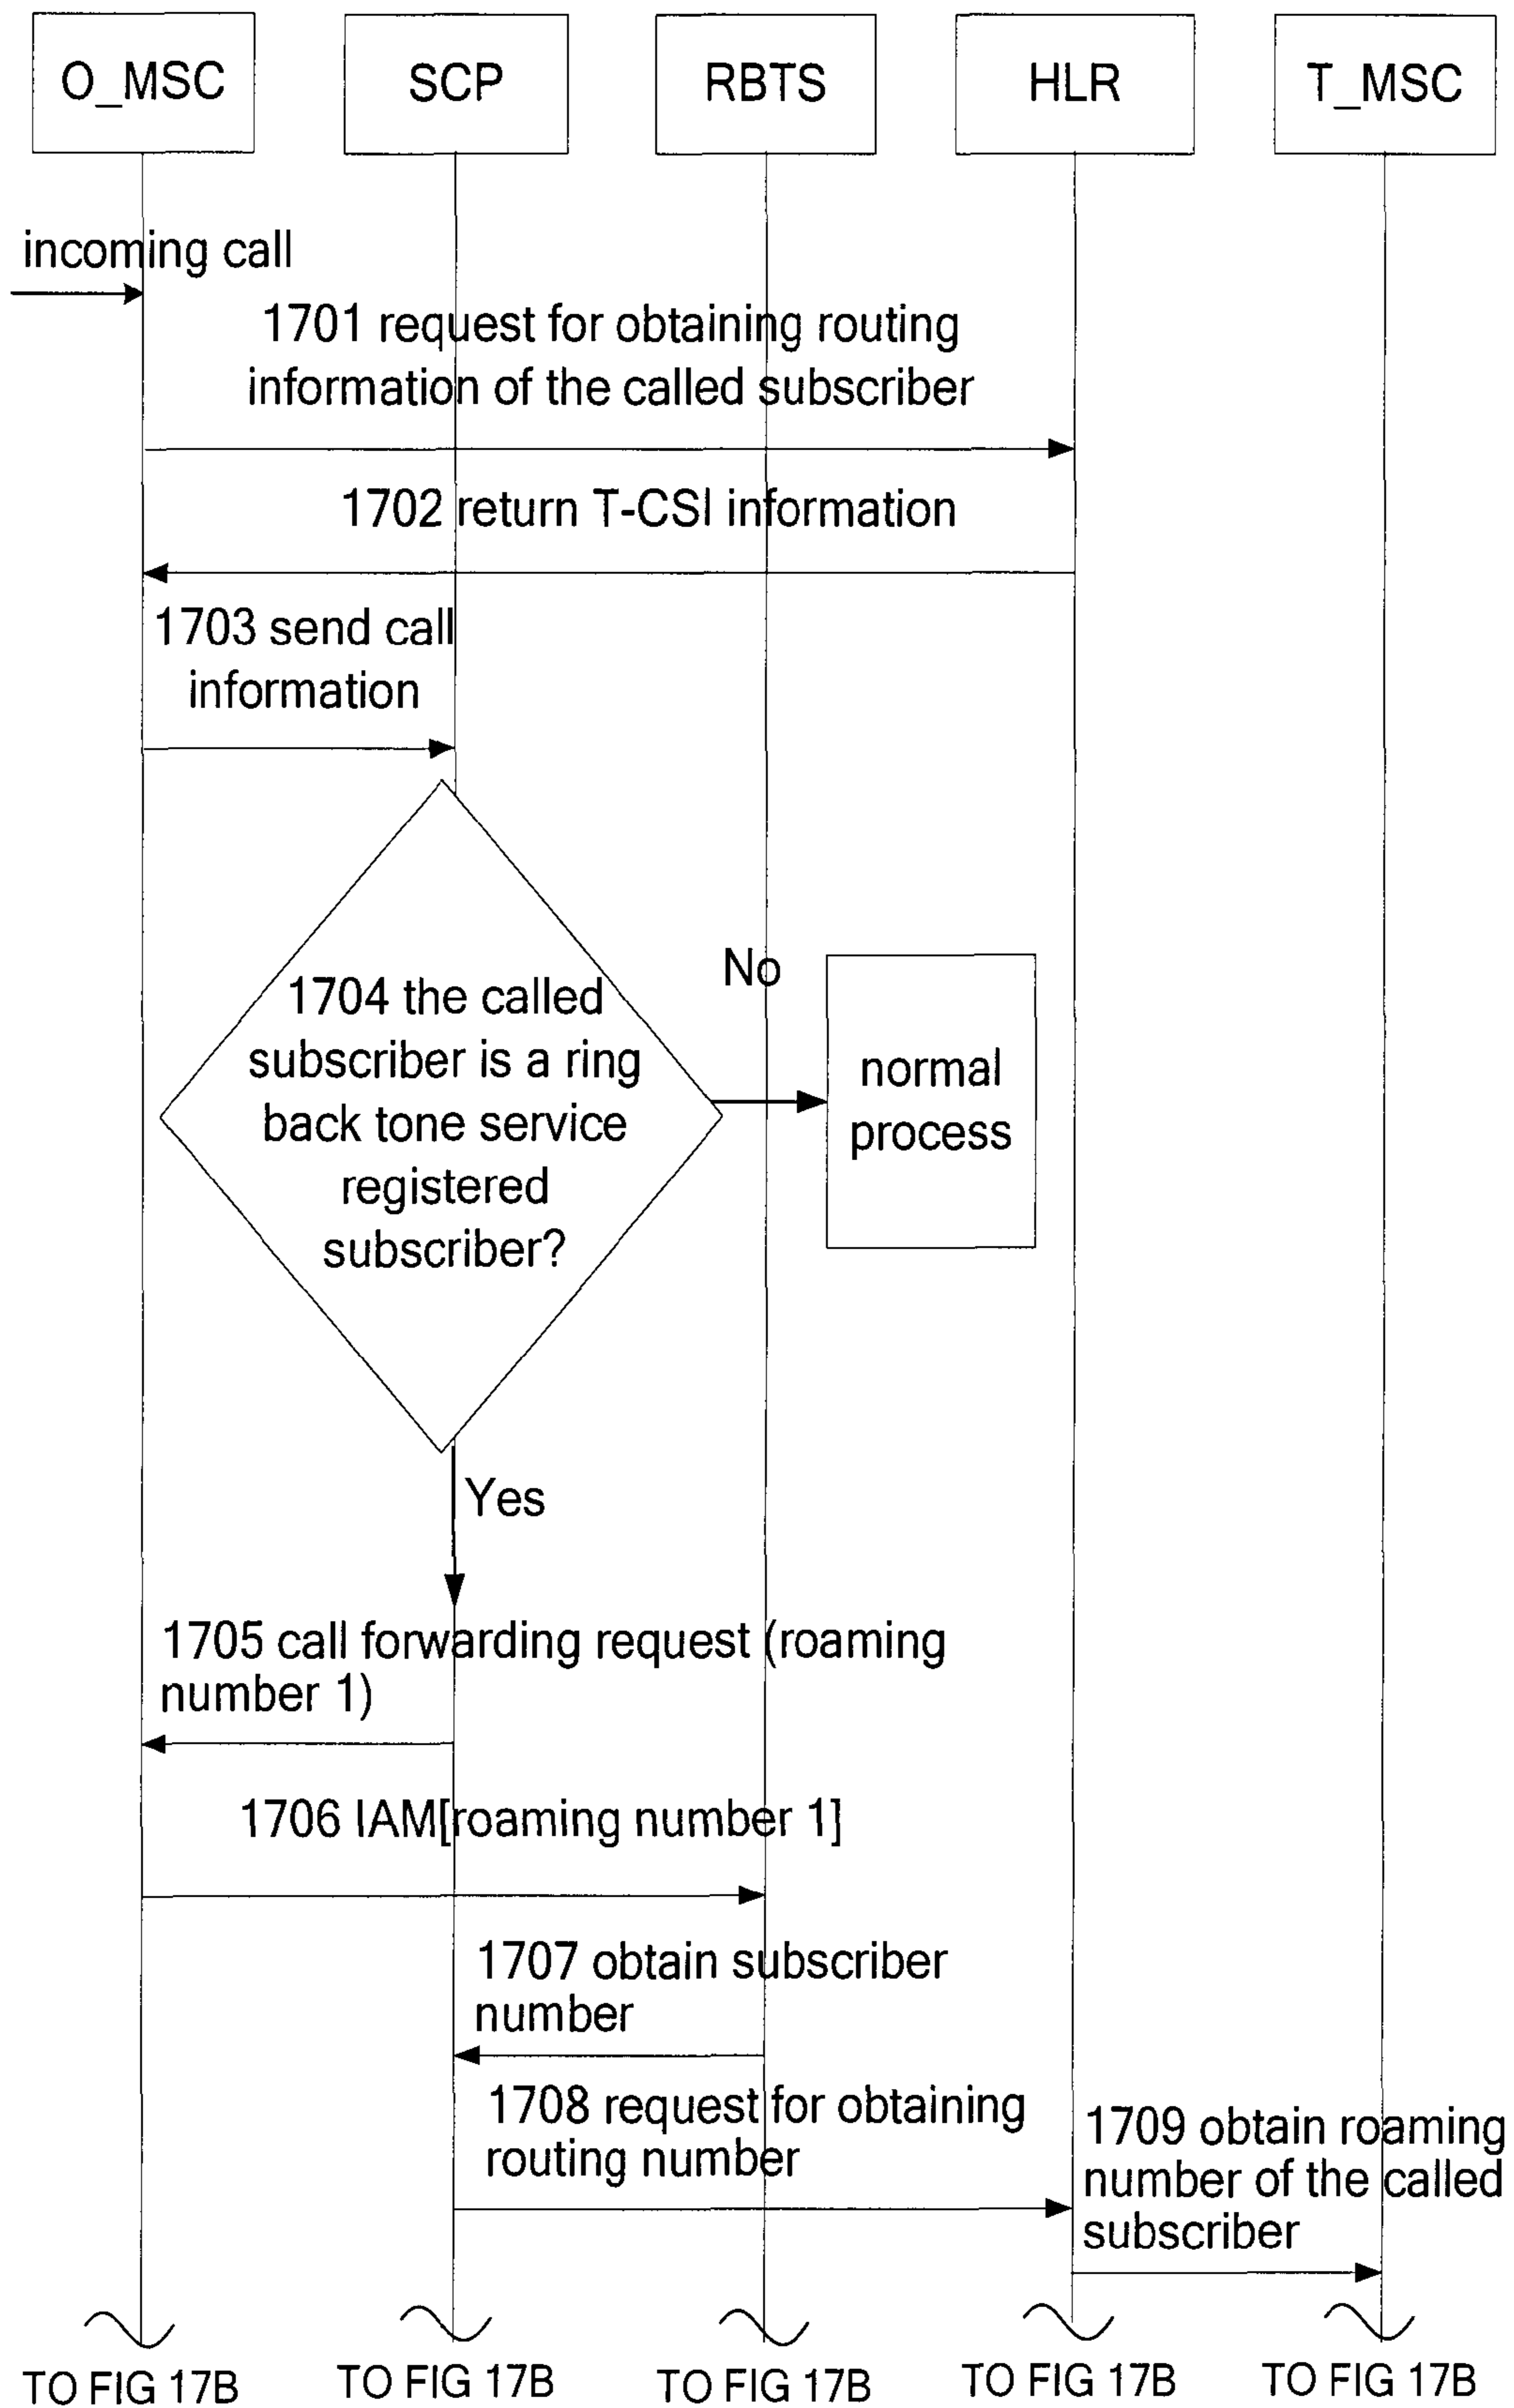 O_MSC
SCP
RBTS
HLR
T_MSC
incoming call
1701 request for obtaining routing
information of the called subscriber
1702 return T-CSI information
1703 send call
information
1704 the called
subscriber is a ring
back tone service
registered
subscriber?
No
normal
process
Yes
1705 call forwarding request (roaming
number 1)
1706 IAM[roaming number 1]
1707 obtain subscriber
number
1708 request for obtaining
routing number
1709 obtain roaming
number of the called
subscriber
TO FIG 17B
TO FIG 17B
TO FIG 17B
TO FIG 17B
TO FIG 17B